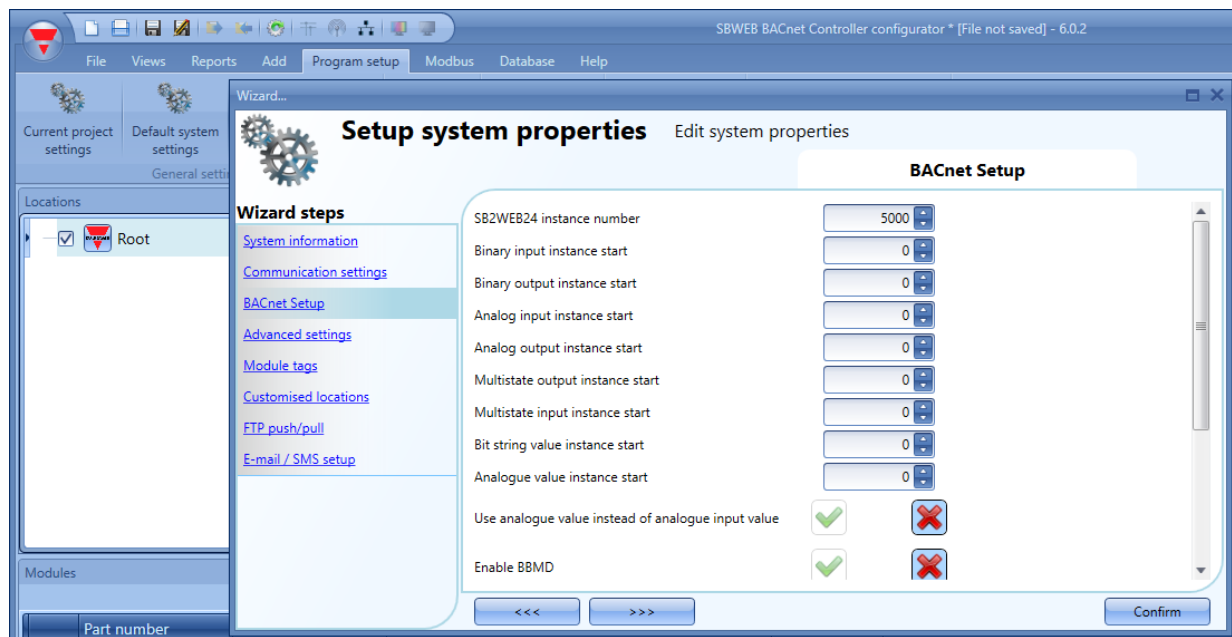 SBWEB BACnet Controller configurator * [File not saved] - 6.0.2
File Views Reports Add Program setup Modbus Database Help
Current project settings
Default system settings
General setti
Wizard...
Setup system properties Edit system properties
BACnet Setup
Locations
Root
Wizard steps
System information
Communication settings
BACnet Setup
Advanced settings
Module tags
Customised locations
FTP push/pull
E-mail / SMS setup
SB2WEB24 instance number 5000
Binary input instance start 0
Binary output instance start 0
Analog input instance start 0
Analog output instance start 0
Multistate output instance start 0
Multistate input instance start 0
Bit string value instance start 0
Analogue value instance start 0
Use analogue value instead of analogue input value
Enable BBMD
<<< >>> Confirm
Modules
Part number